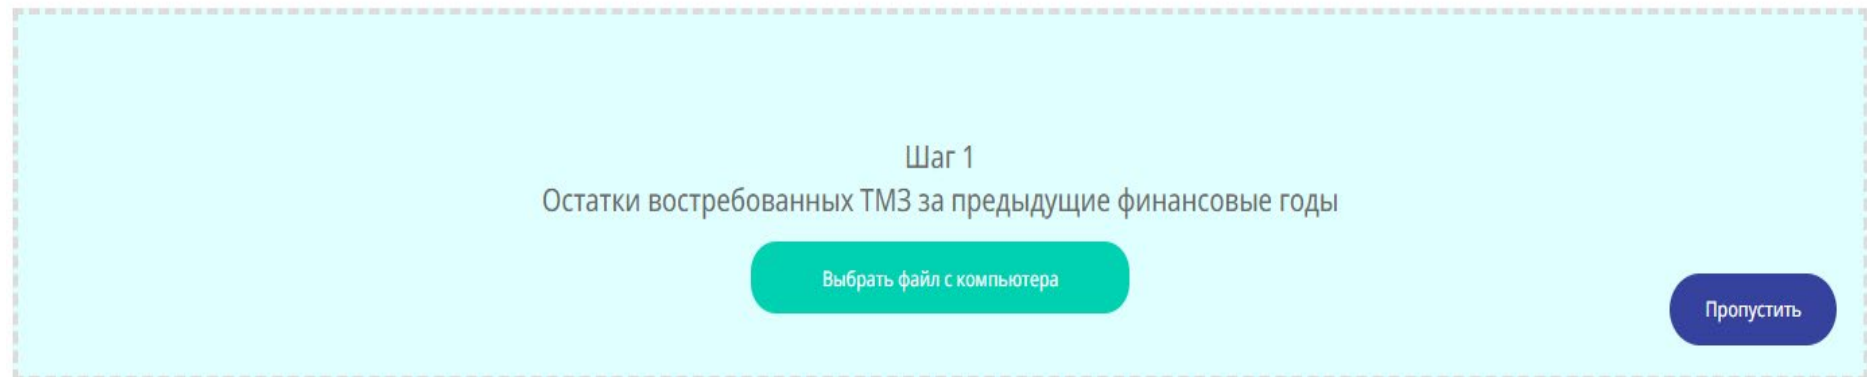 Шаг 1
Остатки востребованных ТМЗ за предыдущие финансовые годы
Выбрать файл с компьютера
Пропустить